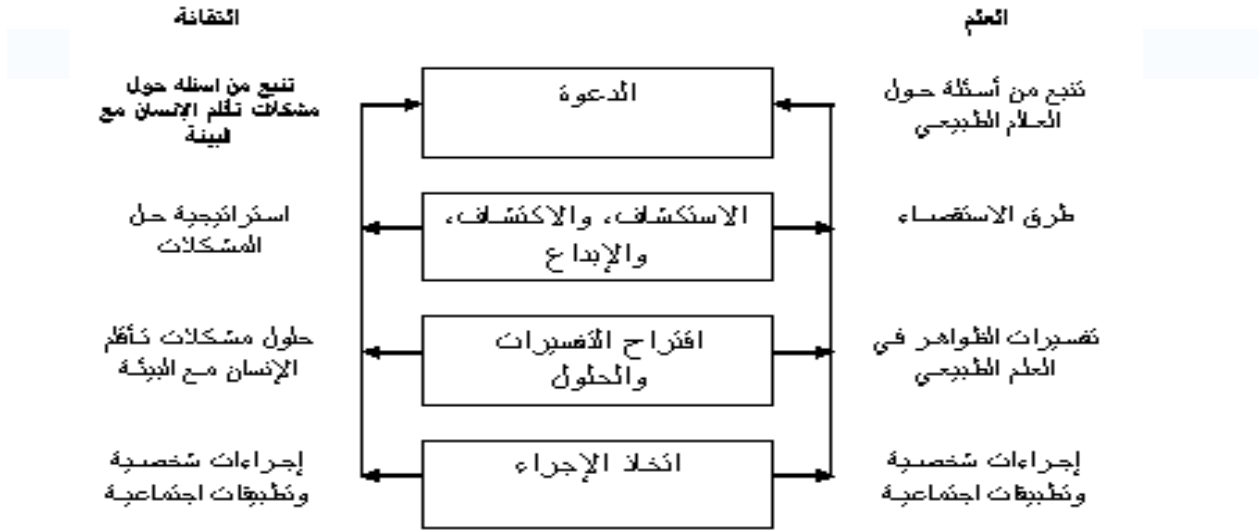 العلم
التقانة
تنبع من أسئلة حول
العالم الطبيعي
الدعوة
تنبع من اسئلة حول
مشكلات تأقلم الإنسان مع
البيئة
طرق الاستقصاء
الاستكشاف، والاكتشاف،
والإبداع
استراتيجية حل
المشكلات
تفسيرات الظواهر في
العلم الطبيعي
اقتراح التفسيرات
والحلول
حلول مشكلات تأقلم
الإنسان مع البيئة
إجراءات شخصية
وتطبيقات اجتماعية
اتخاذ الإجراء
إجراءات شخصية
وتطبيقات اجتماعية